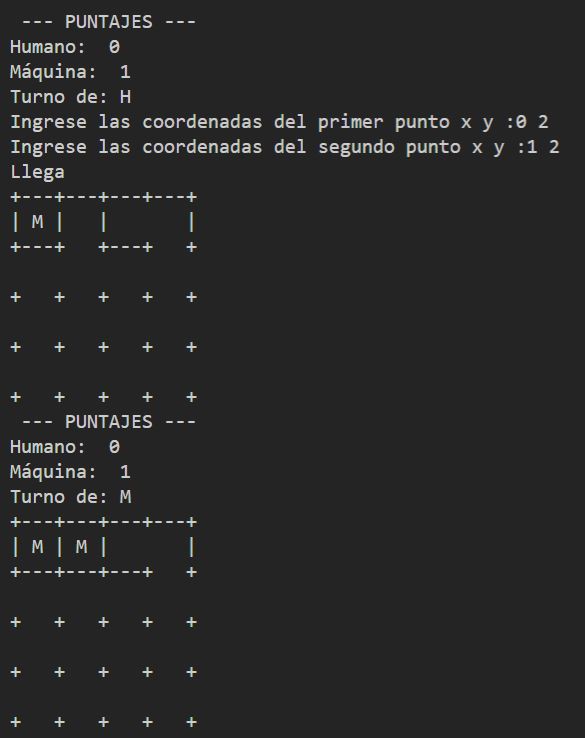 --- PUNTAJES ---
Humano:  0
Máquina:  1
Turno de: H
Ingrese las coordenadas del primer punto x y :0 2
Ingrese las coordenadas del segundo punto x y :1 2
Llega
+---+---+---+---+
| M |   |       |
+---+   +---+   +

+   +   +   +   +

+   +   +   +   +

+   +   +   +   +
 --- PUNTAJES ---
Humano:  0
Máquina:  1
Turno de: M
+---+---+---+---+
| M | M |       |
+---+---+---+   +

+   +   +   +   +

+   +   +   +   +

+   +   +   +   +